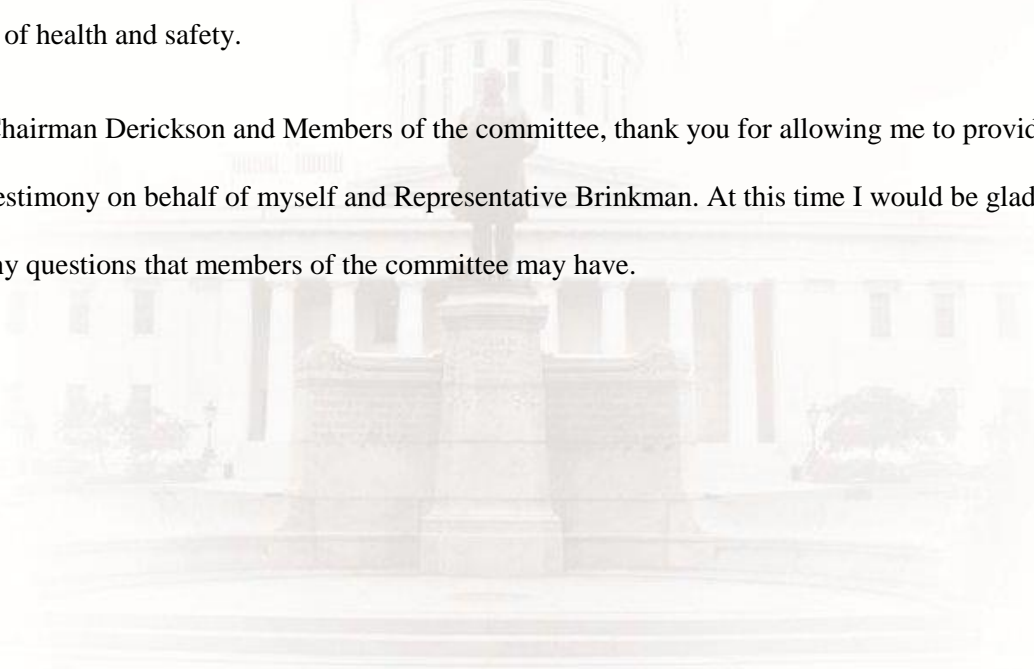 of health and safety.
hairman Derickson and Members of the committee, thank you for allowing me to provid
estimony on behalf of myself and Representative Brinkman. At this time I would be glad
y questions that members of the committee may have.